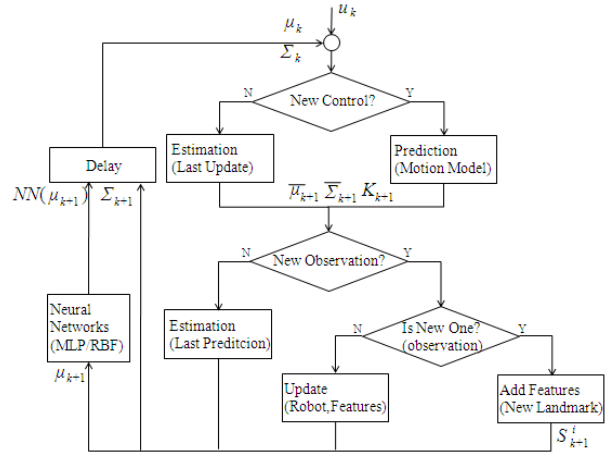 μ_k
u_k
Σ_k
New Control?
N
Y
Estimation
(Last Update)
Prediction
(Motion Model)
Delay
NN(μ_{k+1})
Σ_{k+1}
μ̅_{k+1} Σ̅_{k+1} K_{k+1}
New Observation?
N
Y
Neural
Networks
(MLP/RBF)
Estimation
(Last Preditcion)
Is New One?
(observation)
N
Y
μ_{k+1}
Update
(Robot,Features)
Add Features
(New Landmark)
S^i_{k+1}